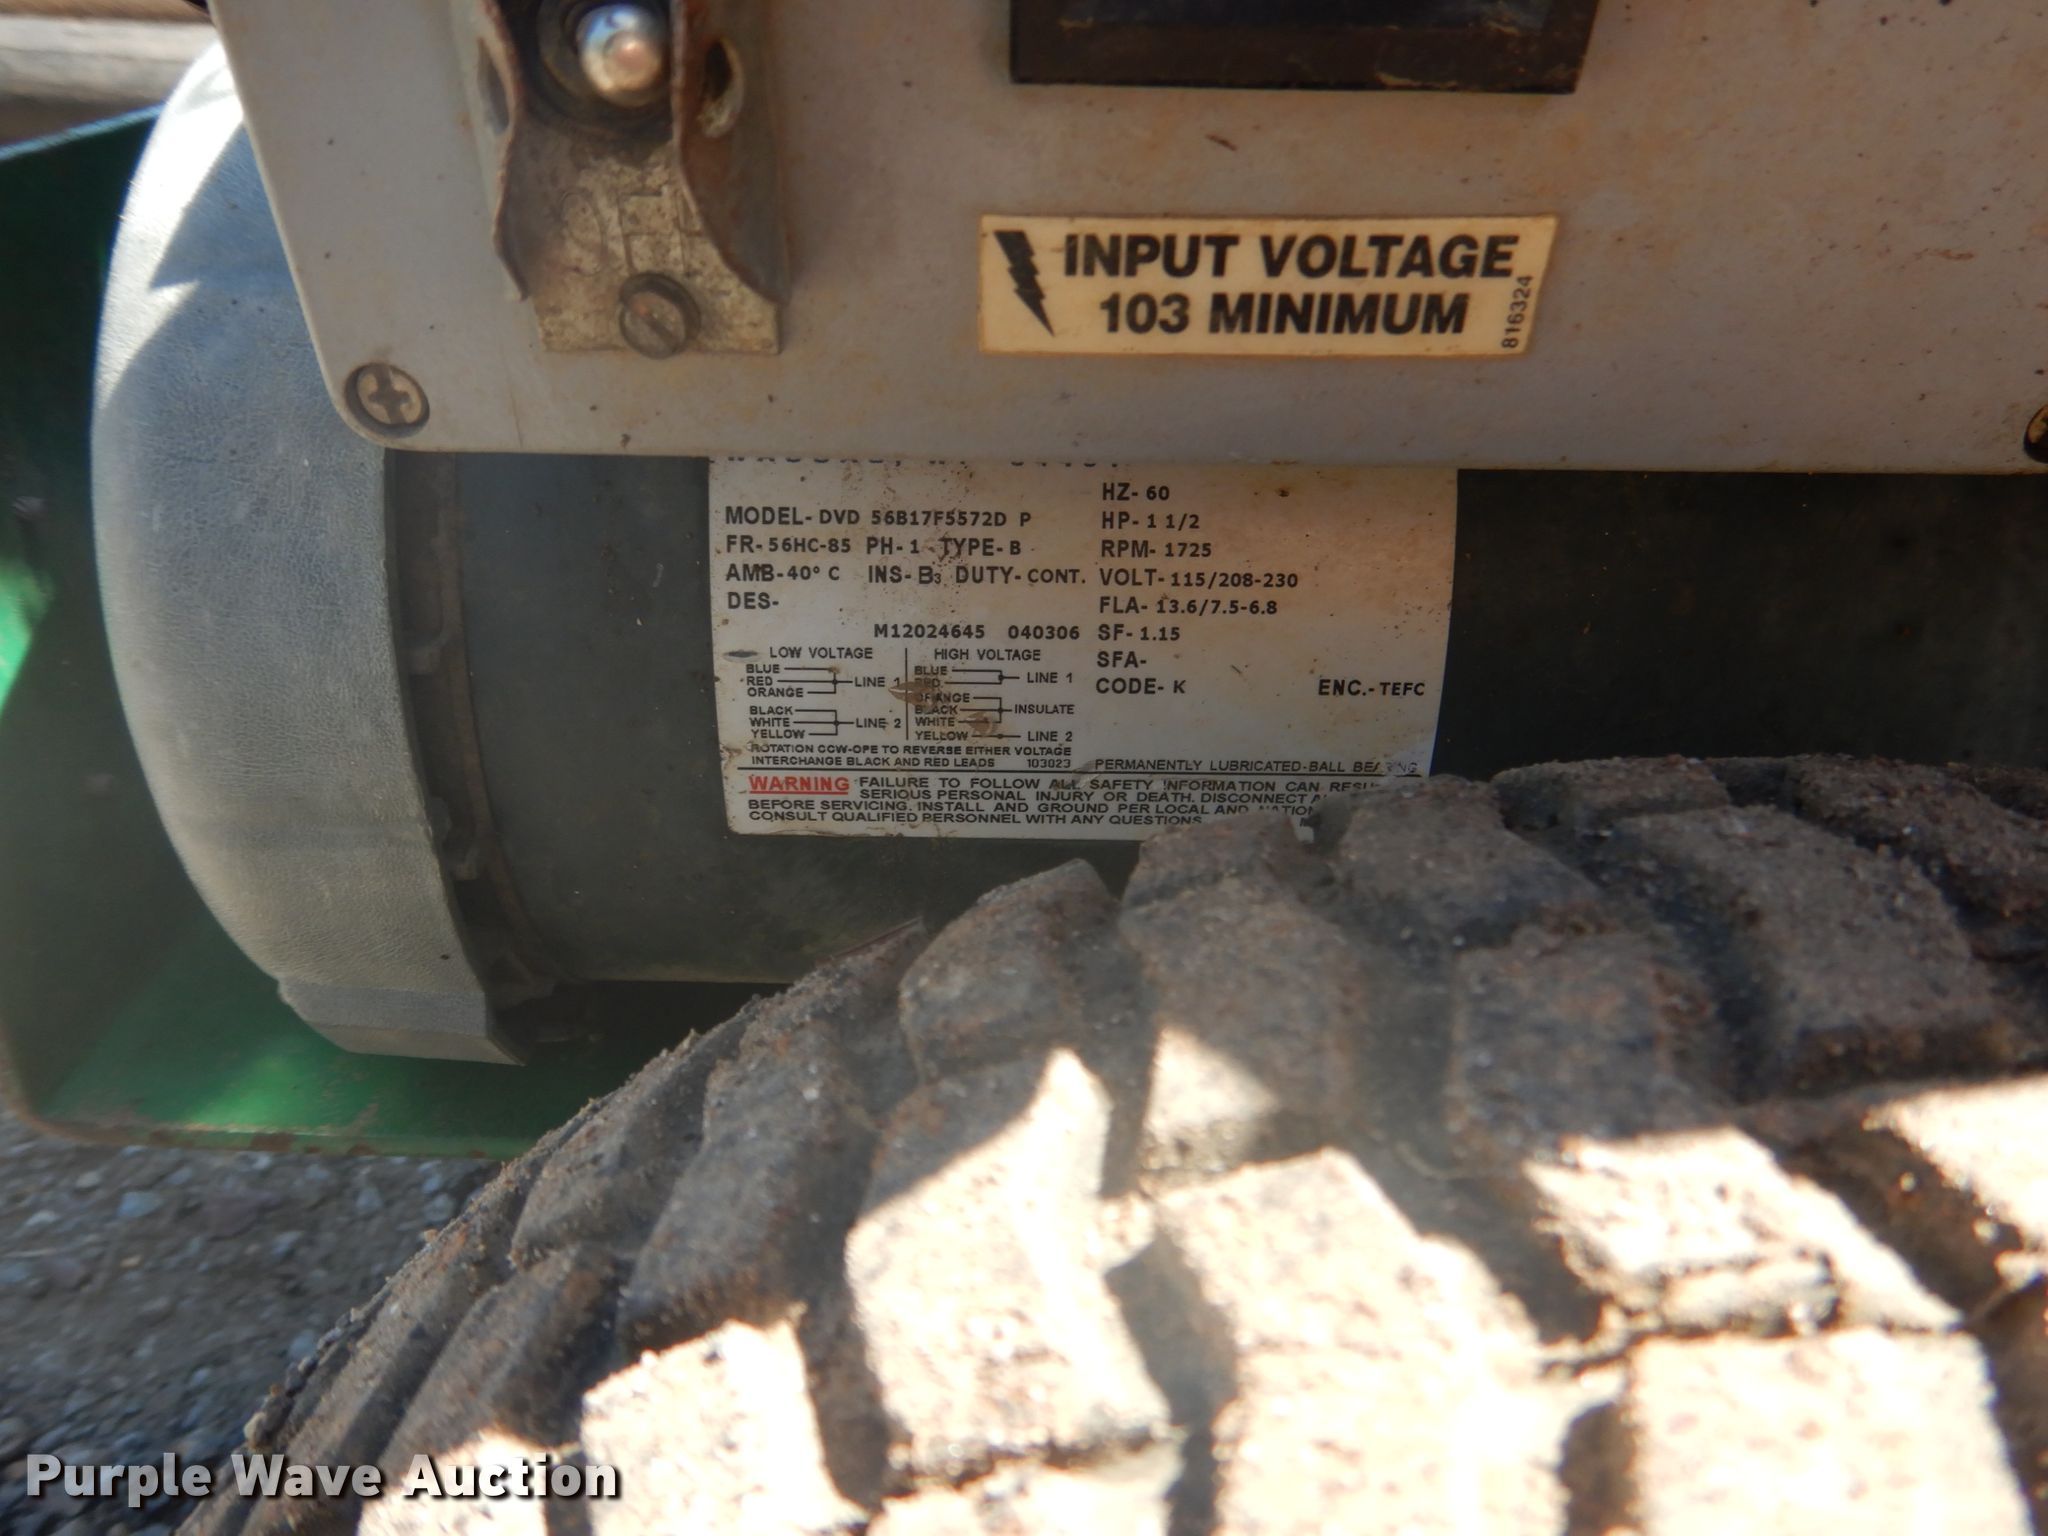 OFF
INPUT VOLTAGE
103 MINIMUM
816324
HZ- 60
MODEL- DVD 56B17F5572D P HP- 1 1/2
FR- 56HC-85 PH- 1 TYPE- B RPM- 1725
AMB- 40° C INS- B3 DUTY- CONT. VOLT- 115/208-230
DES- FLA- 13.6/7.5-6.8
M12024645 040306 SF- 1.15
LOW VOLTAGE HIGH VOLTAGE SFA-
BLUE BLUE
RED LINE 1 RED LINE 1
ORANGE ORANGE CODE- K ENC.- TEFC
BLACK BLACK INSULATE
WHITE LINE 2 WHITE
YELLOW YELLOW LINE 2
ROTATION CCW-OPE TO REVERSE EITHER VOLTAGE
INTERCHANGE BLACK AND RED LEADS 103023 PERMANENTLY LUBRICATED-BALL BEARING
WARNING FAILURE TO FOLLOW ALL SAFETY INFORMATION CAN
SERIOUS PERSONAL INJURY OR DEATH. DISCONNECT
BEFORE SERVICING. INSTALL AND GROUND PER LOCAL AND
CONSULT QUALIFIED PERSONNEL WITH ANY QUESTIONS.
Purple Wave Auction